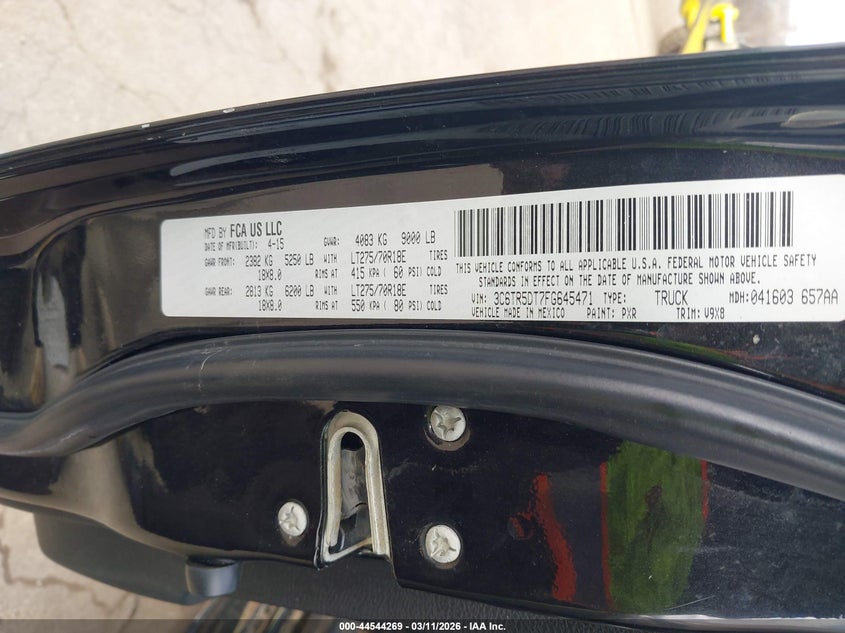 MFD BY FCA US LLC
DATE OF MFR(BUILT): 4-15 GVWR: 4083 KG 9000 LB
GAWR FRONT: 2382 KG 5250 LB WITH LT275/70R18E TIRES
18X8.0 RIMS AT 415 KPA ( 60 PSI) COLD
GAWR REAR: 2813 KG 6200 LB WITH LT275/70R18E TIRES
18X8.0 RIMS AT 550 KPA ( 80 PSI) COLD
THIS VEHICLE CONFORMS TO ALL APPLICABLE U.S.A. FEDERAL MOTOR VEHICLE SAFETY
STANDARDS IN EFFECT ON THE DATE OF MANUFACTURE SHOWN ABOVE.
VIN: 3C6TR5DT7FG645471 TYPE: TRUCK MDH: 041603 657AA
VEHICLE MADE IN MEXICO PAINT: PXR TRIM: V9X8
000-44544269 - 03/11/2026 - IAA Inc.